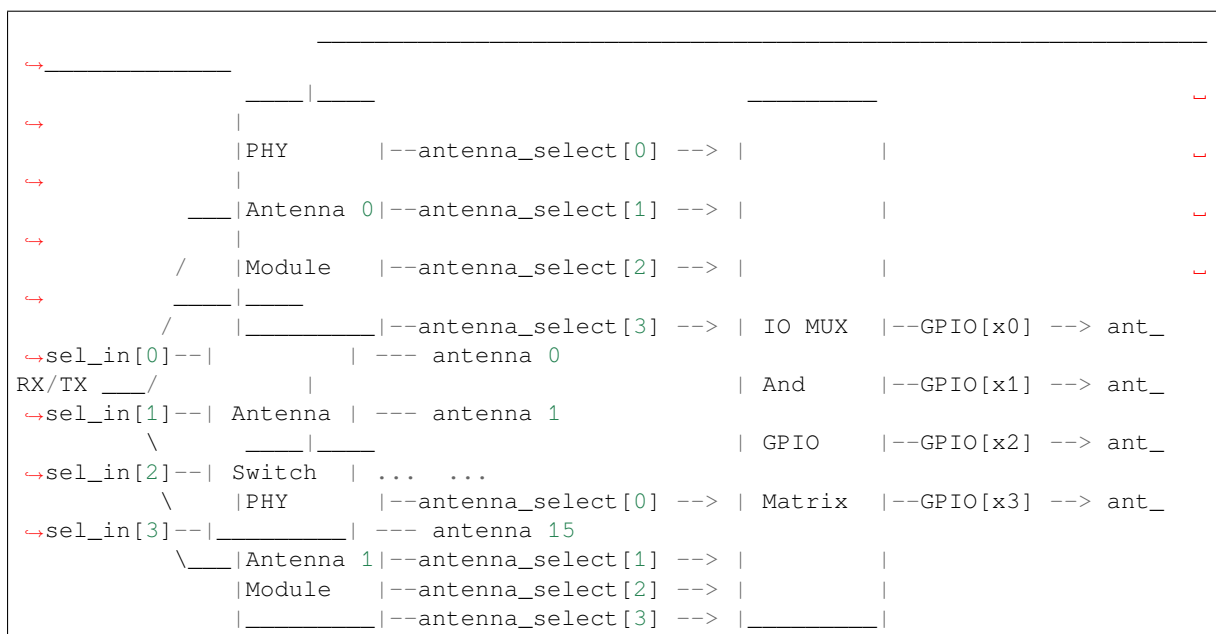 ______________________________________________________________
↪_____________
                ____|____                          _________                      ␣
↪              |
                |PHY      |--antenna_select[0] --> |         |                     ␣
↪              |
            ___|Antenna 0|--antenna_select[1] --> |         |                     ␣
↪              |
           /    |Module   |--antenna_select[2] --> |         |                     ␣
↪          ____|____
          /     |_________|--antenna_select[3] --> | IO MUX  |--GPIO[x0] --> ant_
↪sel_in[0]--|         | --- antenna 0
RX/TX ___/          |                              | And     |--GPIO[x1] --> ant_
↪sel_in[1]--| Antenna | --- antenna 1
         \      ____|____                          | GPIO    |--GPIO[x2] --> ant_
↪sel_in[2]--| Switch  | ...  ...
          \     |PHY      |--antenna_select[0] --> | Matrix  |--GPIO[x3] --> ant_
↪sel_in[3]--|_________| --- antenna 15
           \___|Antenna 1|--antenna_select[1] --> |         |
                |Module   |--antenna_select[2] --> |         |
                |_________|--antenna_select[3] --> |_________|